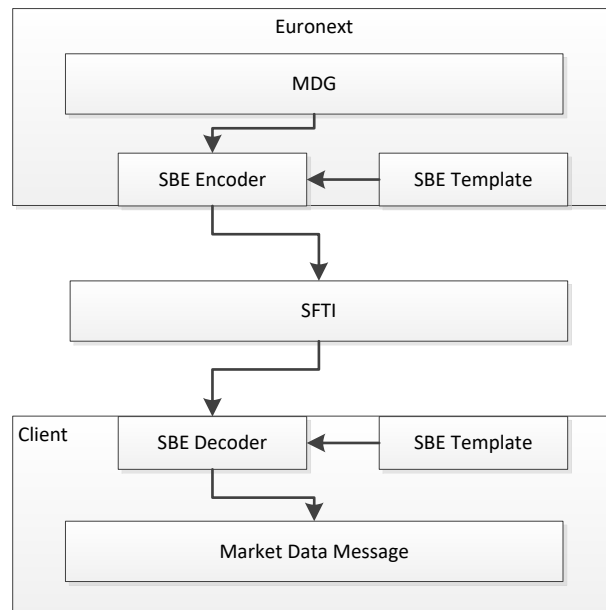 Euronext
MDG
SBE Encoder
SBE Template
SFTI
Client
SBE Decoder
SBE Template
Market Data Message